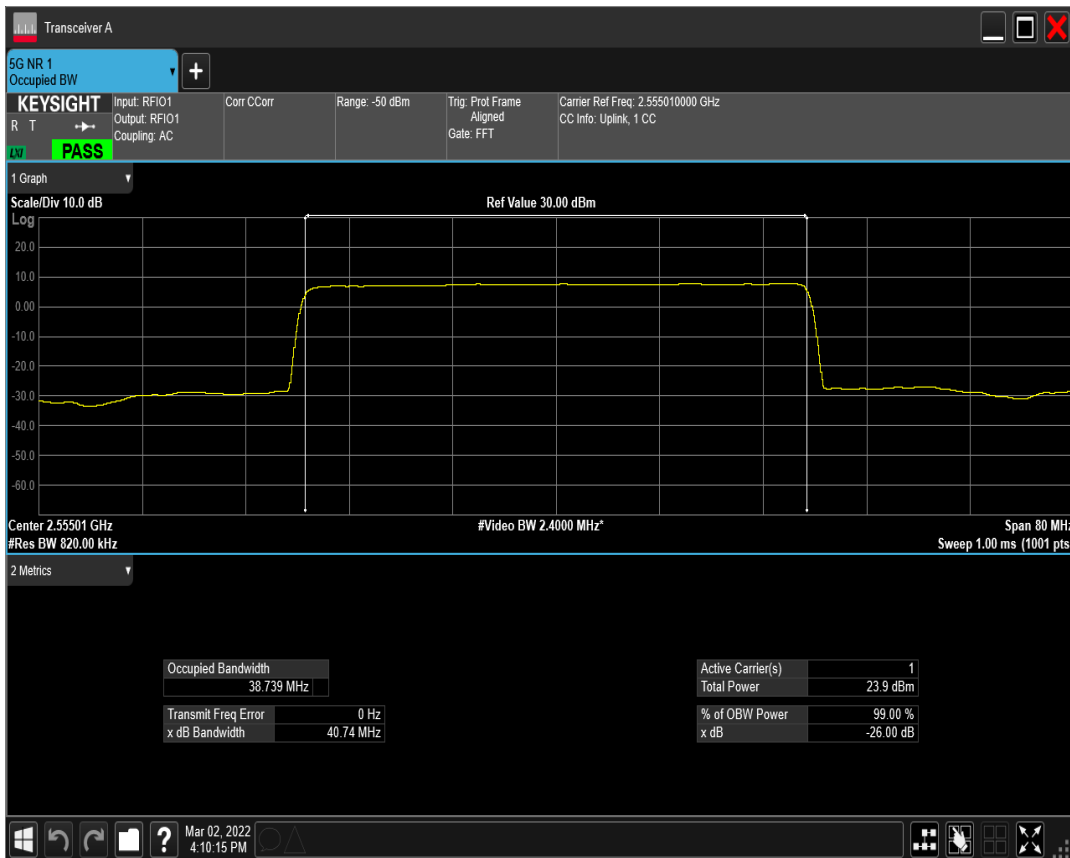 Transceiver A
5G NR 1
Occupied BW
+
KEYSIGHT
R T
LXI
PASS
Input: RFIO1
Output: RFIO1
Coupling: AC
Corr CCorr
Range: -50 dBm
Trig: Prot Frame
Aligned
Gate: FFT
Carrier Ref Freq: 2.555010000 GHz
CC Info: Uplink, 1 CC
1 Graph
Scale/Div 10.0 dB
Ref Value 30.00 dBm
Log
20.0
10.0
0.00
-10.0
-20.0
-30.0
-40.0
-50.0
-60.0
Center 2.55501 GHz
#Video BW 2.4000 MHz*
Span 80 MHz
#Res BW 820.00 kHz
Sweep 1.00 ms (1001 pts
2 Metrics
Occupied Bandwidth
38.739 MHz
Transmit Freq Error 0 Hz
x dB Bandwidth 40.74 MHz
Active Carrier(s) 1
Total Power 23.9 dBm
% of OBW Power 99.00 %
x dB -26.00 dB
?
Mar 02, 2022
4:10:15 PM